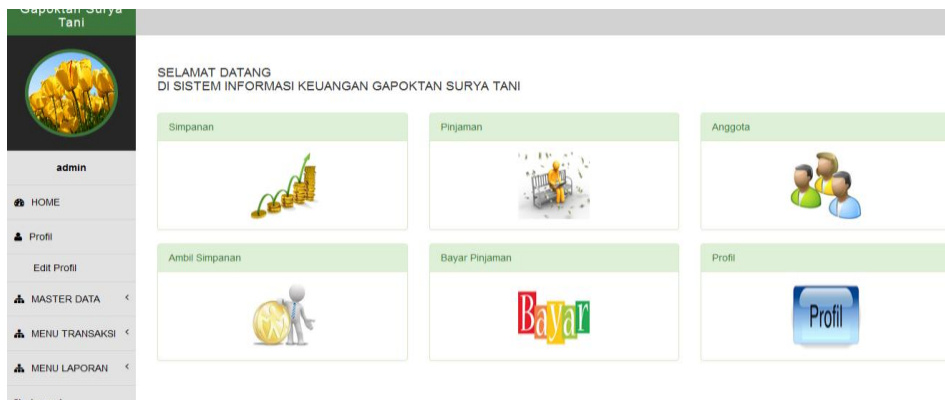 Gapoktan Surya
Tani
SELAMAT DATANG
DI SISTEM INFORMASI KEUANGAN GAPOKTAN SURYA TANI
admin
HOME
Profil
Edit Profil
MASTER DATA
MENU TRANSAKSI
MENU LAPORAN
Simpanan
Pinjaman
Anggota
Ambil Simpanan
Bayar Pinjaman
Profil
Bayar
Profil